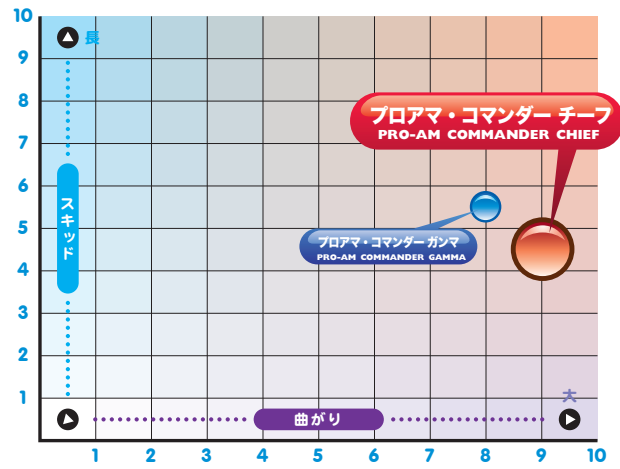 10
9
8
7
6
5
4
3
2
1
長
スキッド
プロアマ・コマンダー チーフ
PRO-AM COMMANDER CHIEF
プロアマ・コマンダー ガンマ
PRO-AM COMMANDER GAMMA
大
曲がり
1 2 3 4 5 6 7 8 9 10